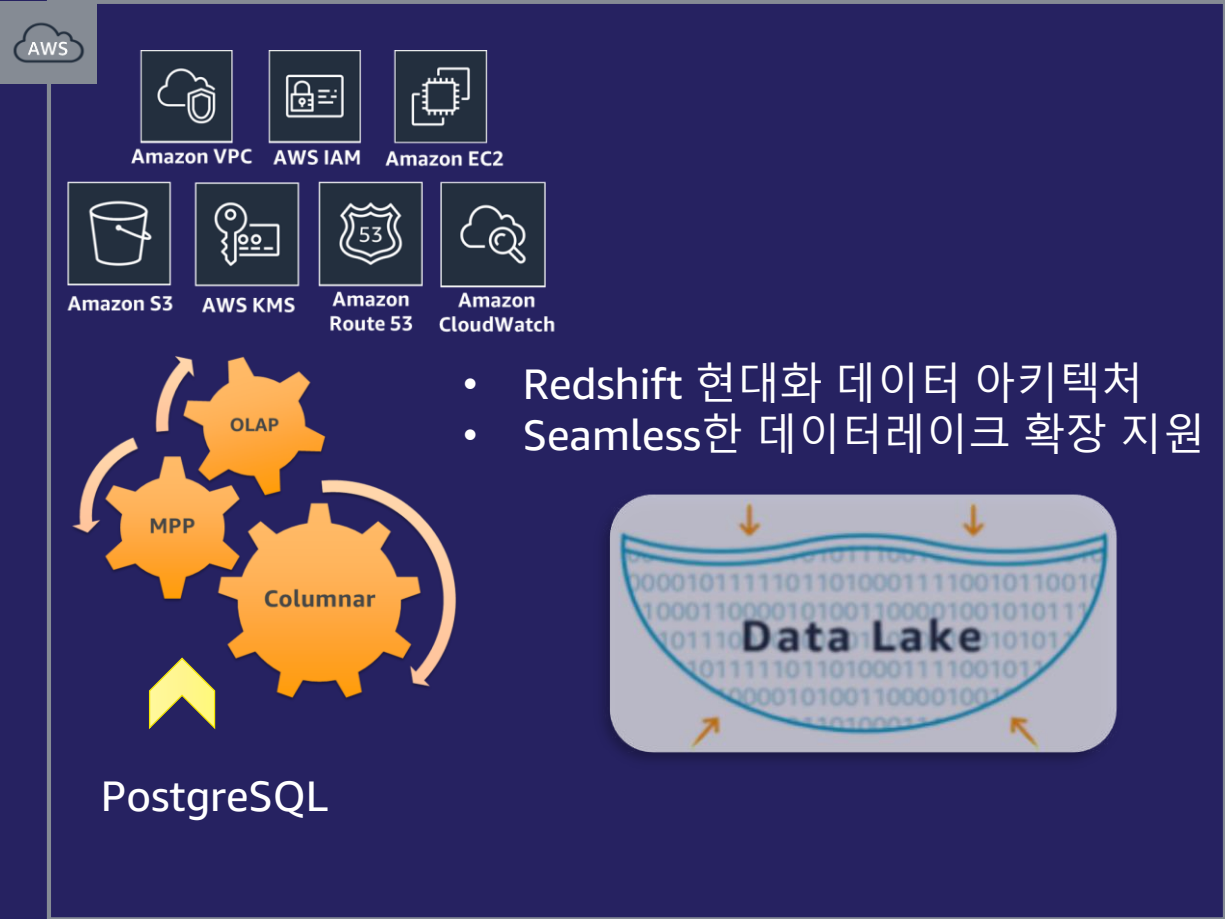 AWS
Amazon VPC
AWS IAM
Amazon EC2
53
Amazon S3
AWS KMS
Amazon
Route 53
Amazon
CloudWatch
OLAP
MPP
Columnar
PostgreSQL
• Redshift 현대화 데이터 아키텍처
• Seamless한 데이터레이크 확장 지원
Data Lake